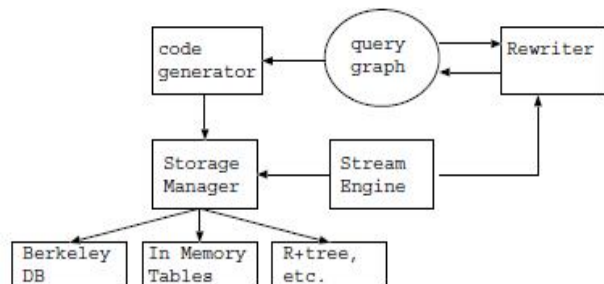 code
generator
query
graph
Rewriter
Storage
Manager
Stream
Engine
Berkeley
DB
In Memory
Tables
R+tree,
etc.